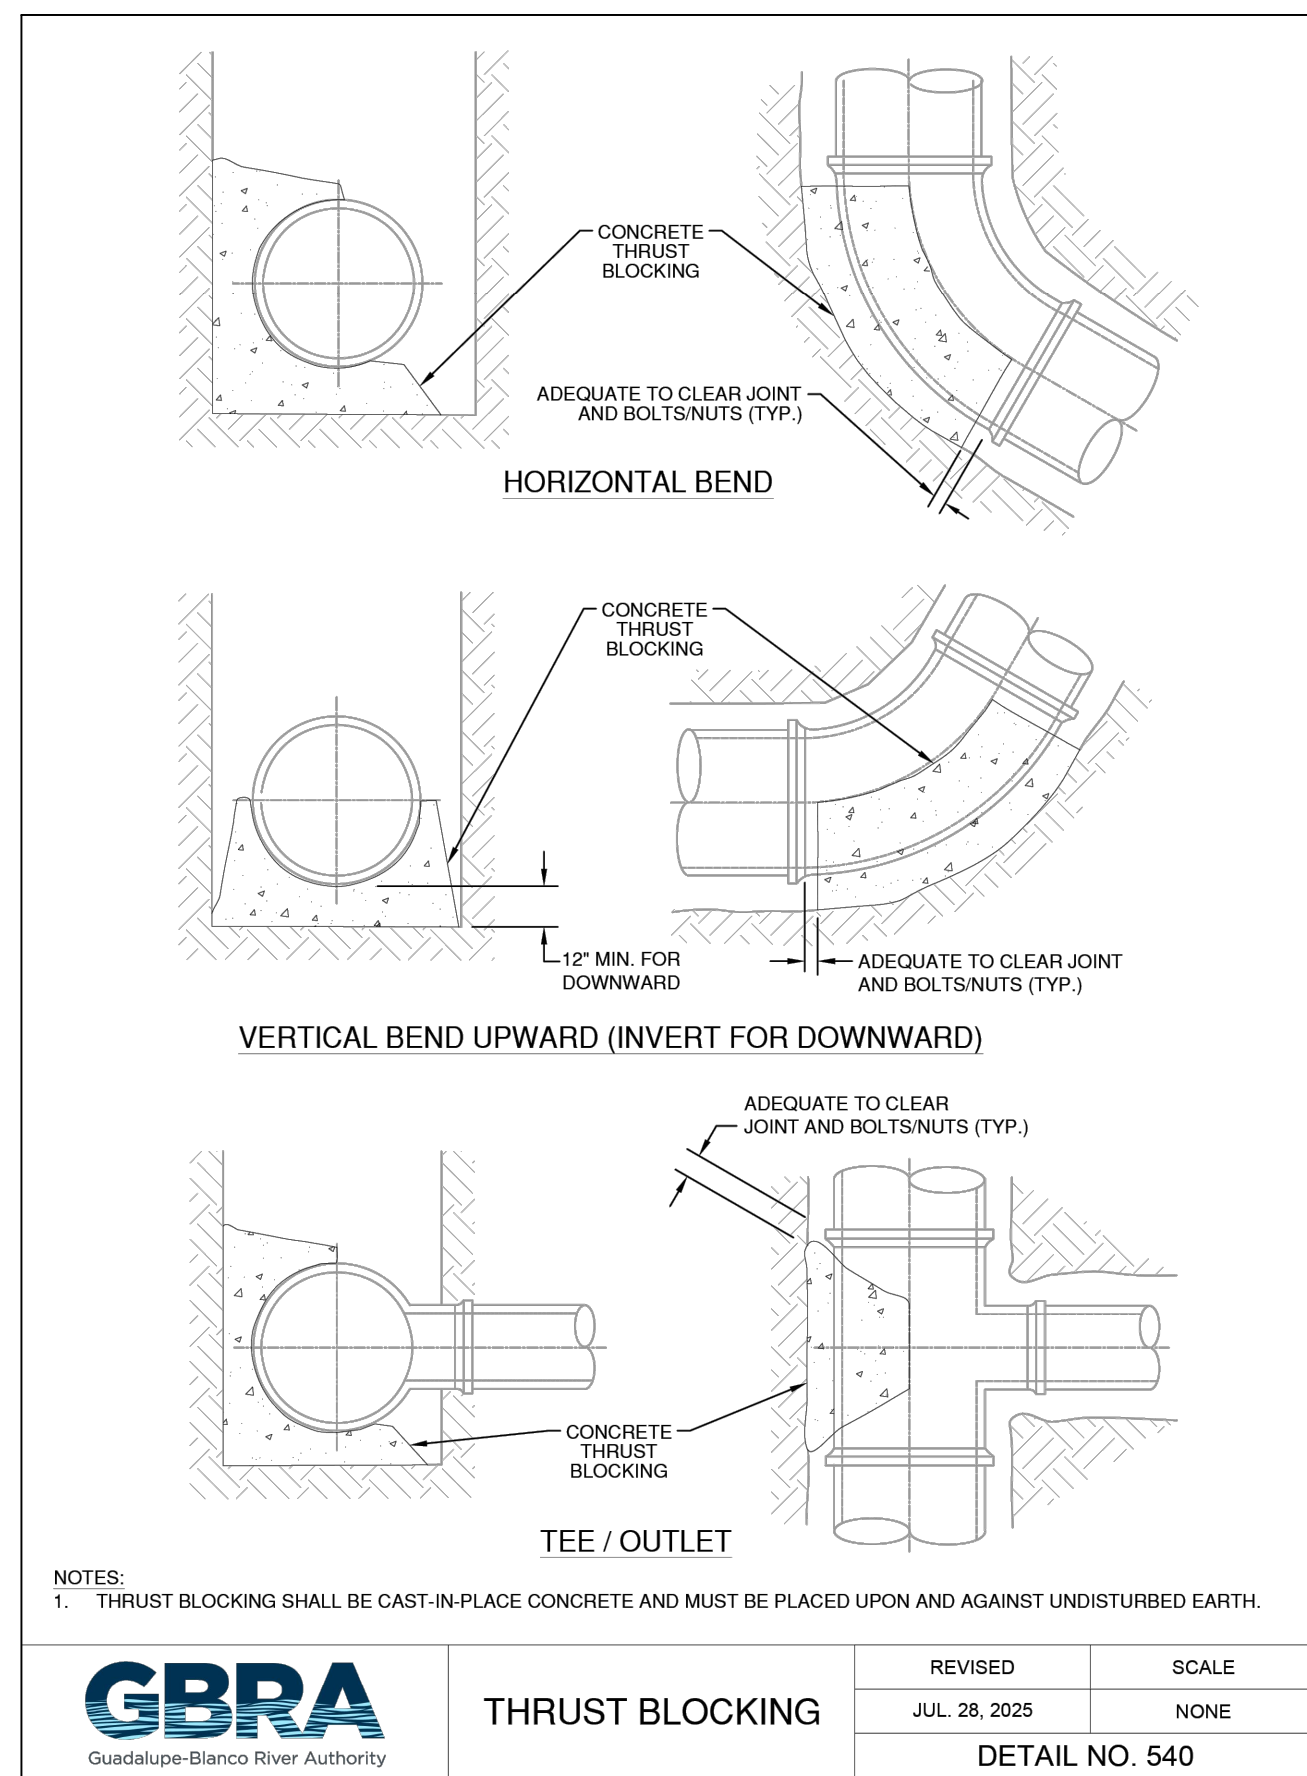 CONCRETE
THRUST
BLOCKING
ADEQUATE TO CLEAR JOINT
AND BOLTS/NUTS (TYP.)
HORIZONTAL BEND
CONCRETE
THRUST
BLOCKING
12" MIN. FOR
DOWNWARD
ADEQUATE TO CLEAR JOINT
AND BOLTS/NUTS (TYP.)
VERTICAL BEND UPWARD (INVERT FOR DOWNWARD)
ADEQUATE TO CLEAR
JOINT AND BOLTS/NUTS (TYP.)
CONCRETE
THRUST
BLOCKING
TEE / OUTLET
NOTES:
1. THRUST BLOCKING SHALL BE CAST-IN-PLACE CONCRETE AND MUST BE PLACED UPON AND AGAINST UNDISTURBED EARTH.
GBRA
Guadalupe-Blanco River Authority
THRUST BLOCKING
REVISED
SCALE
JUL. 28, 2025
NONE
DETAIL NO. 540